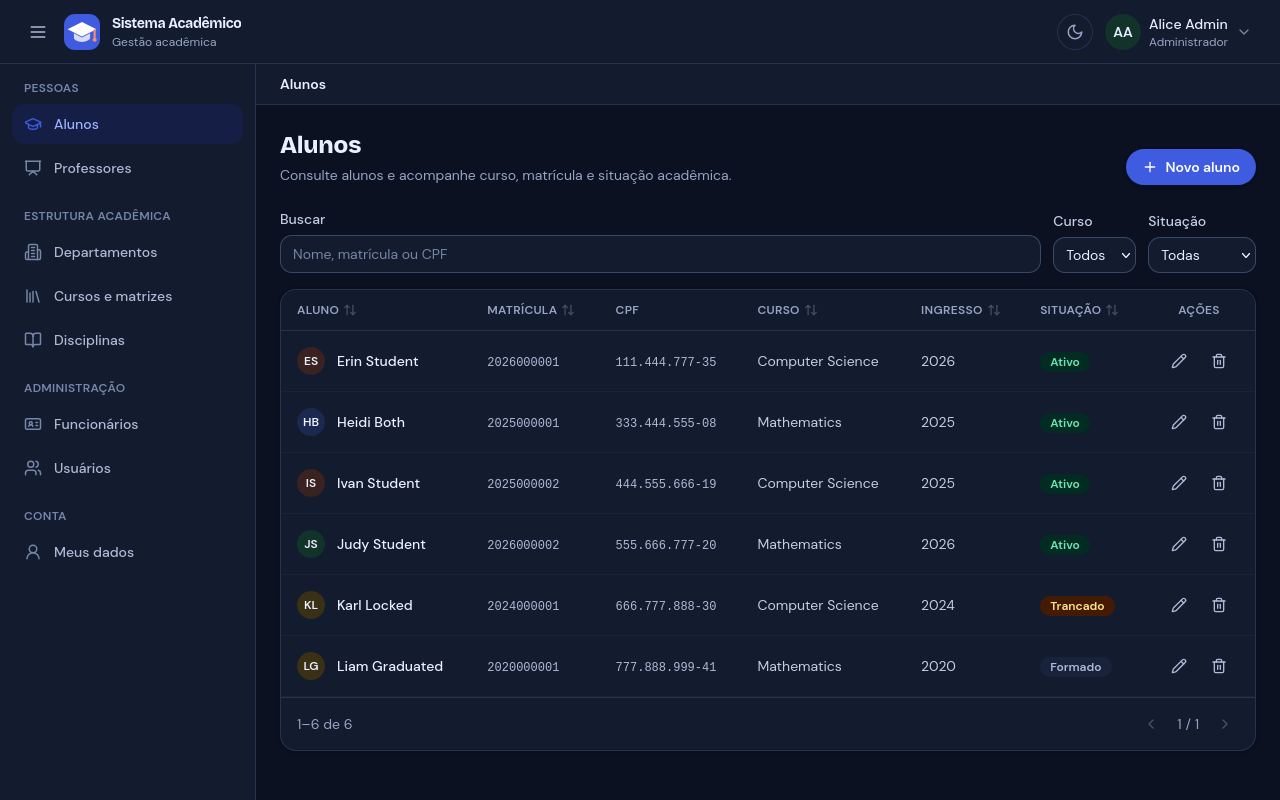 Sistema Acadêmico
Gestão acadêmica
AA
Alice Admin
Administrador
PESSOAS
Alunos
Professores
ESTRUTURA ACADÊMICA
Departamentos
Cursos e matrizes
Disciplinas
ADMINISTRAÇÃO
Funcionários
Usuários
CONTA
Meus dados
Alunos
Alunos
Consulte alunos e acompanhe curso, matrícula e situação acadêmica.
Novo aluno
Buscar
Nome, matrícula ou CPF
Curso
Todos
Situação
Todas
ALUNO MATRÍCULA CPF CURSO INGRESSO SITUAÇÃO AÇÕES
ES Erin Student 2026000001 111.444.777-35 Computer Science 2026 Ativo
HB Heidi Both 2025000001 333.444.555-08 Mathematics 2025 Ativo
IS Ivan Student 2025000002 444.555.666-19 Computer Science 2025 Ativo
JS Judy Student 2026000002 555.666.777-20 Mathematics 2026 Ativo
KL Karl Locked 2024000001 666.777.888-30 Computer Science 2024 Trancado
LG Liam Graduated 2020000001 777.888.999-41 Mathematics 2020 Formado
1–6 de 6
1 / 1